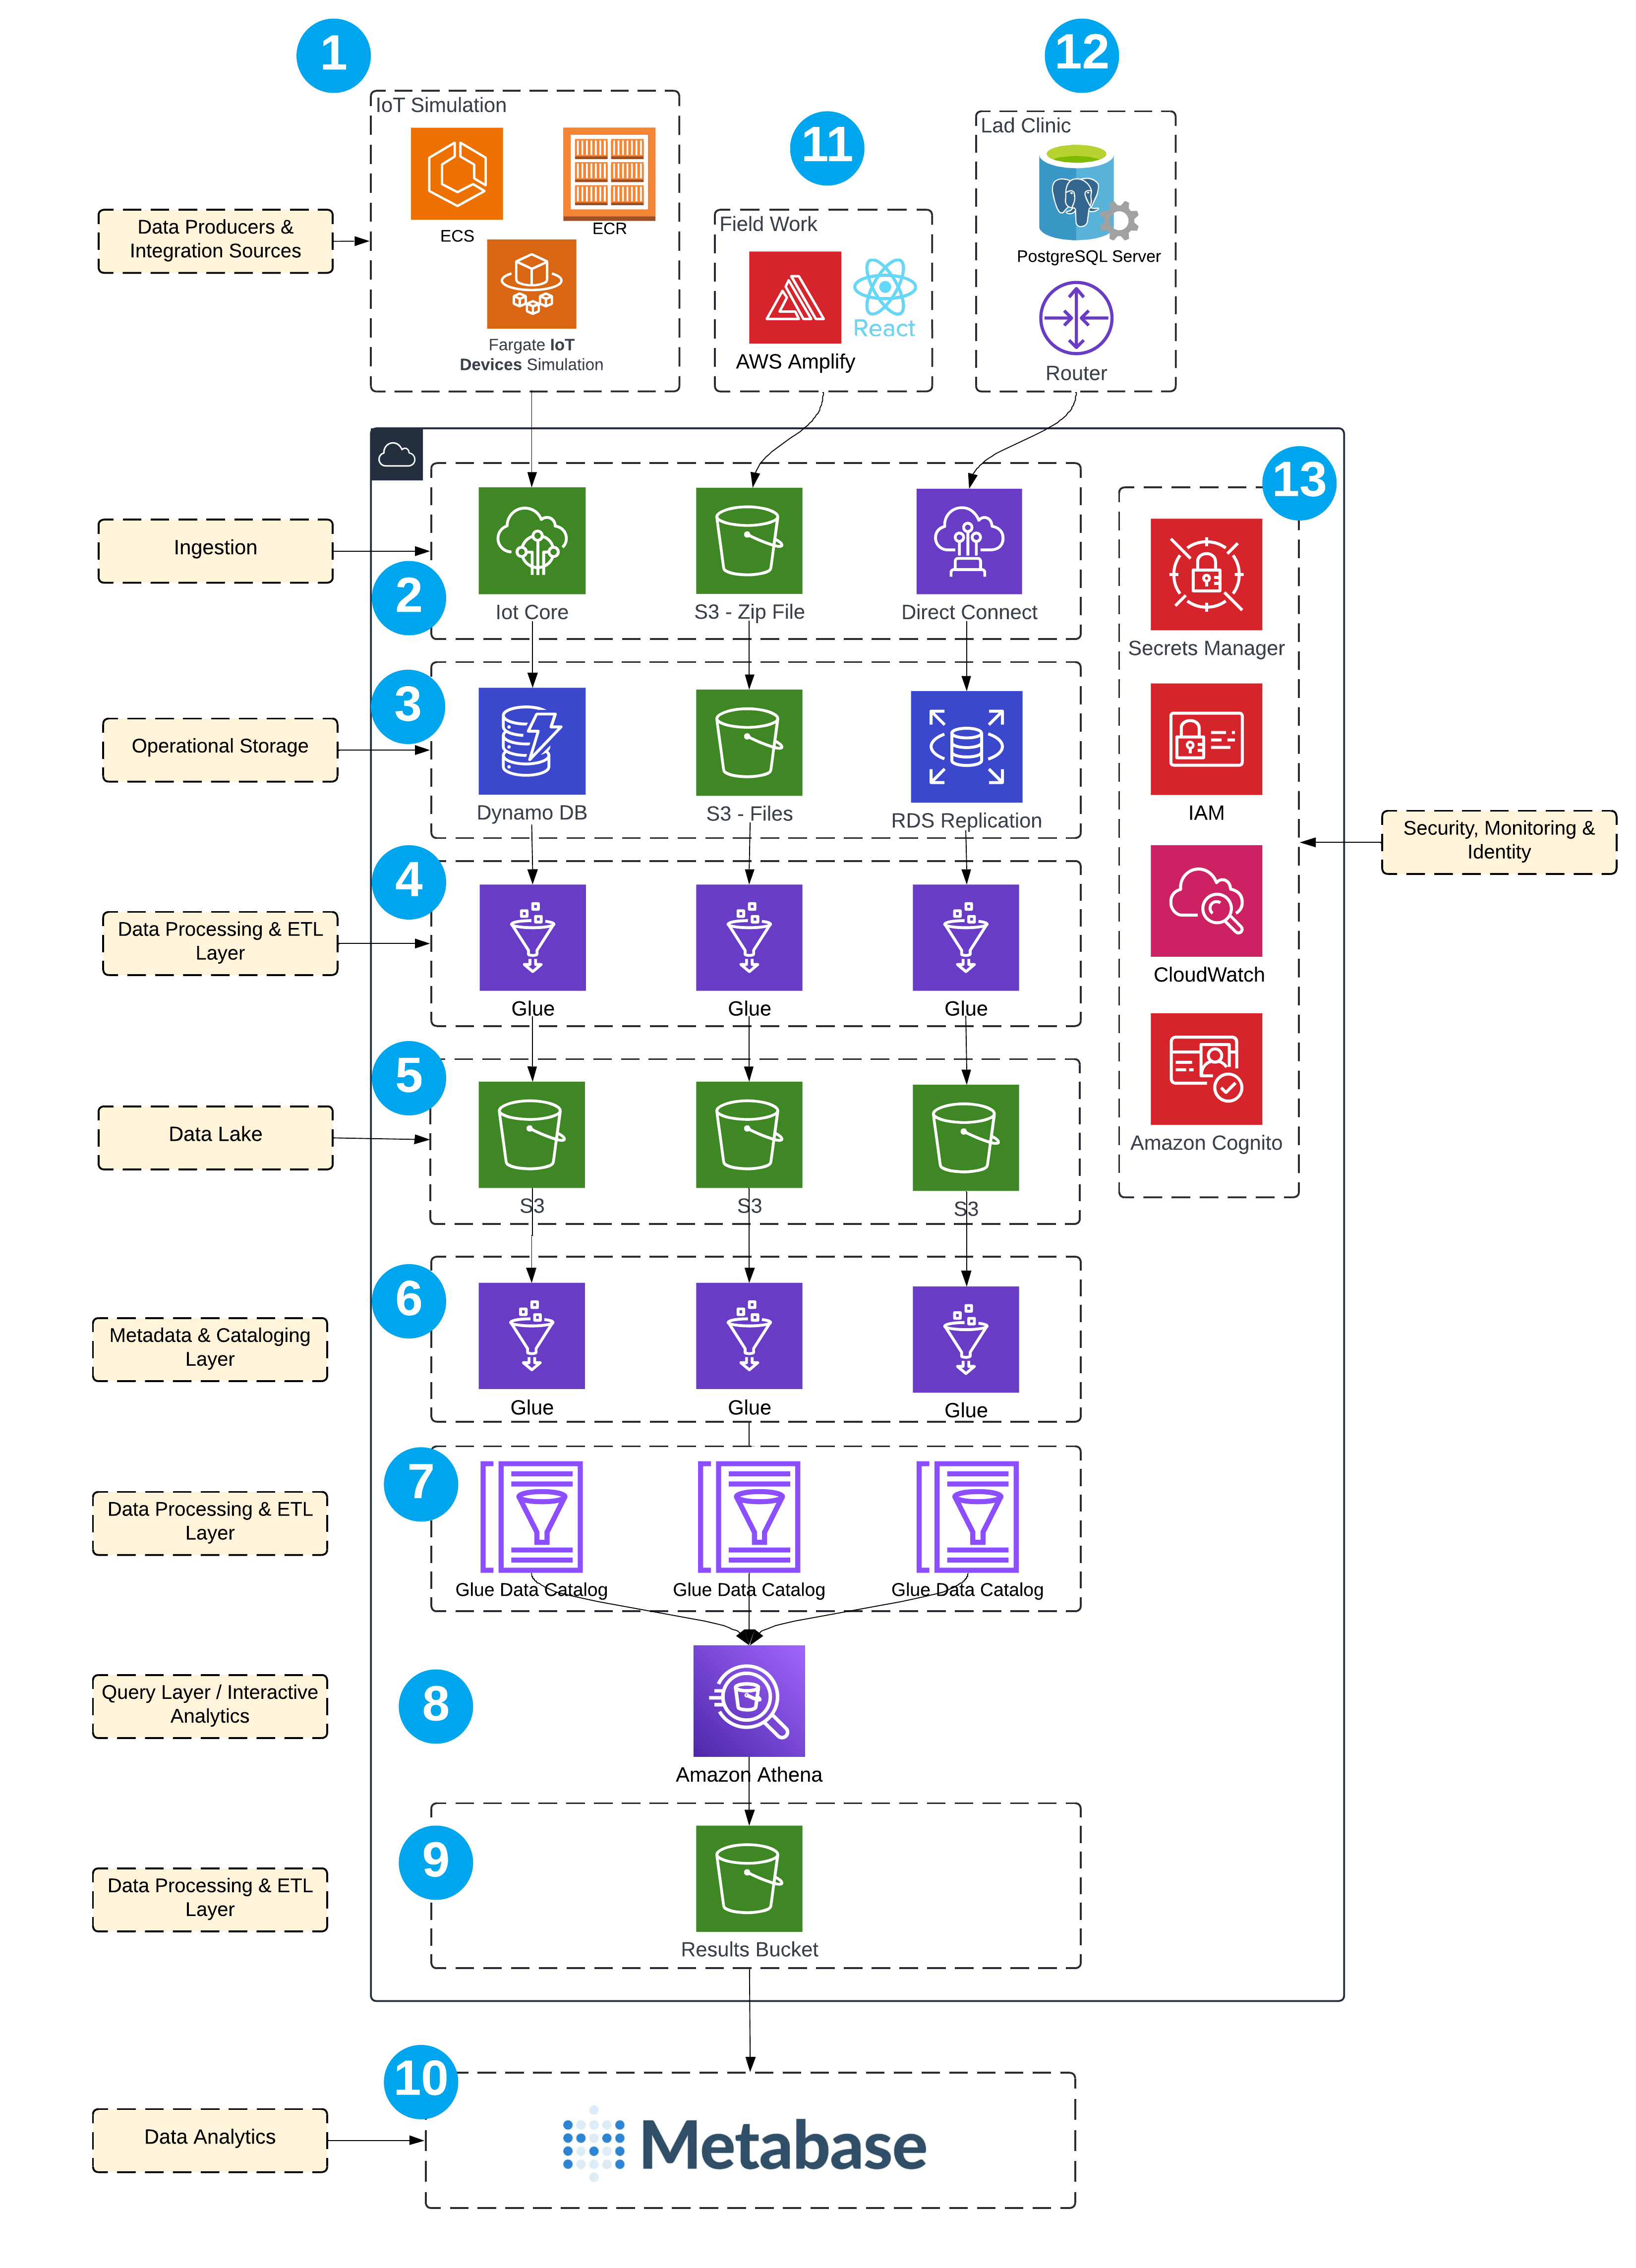 1
12
IoT Simulation
ECS
ECR
Fargate IoT
Devices Simulation
11
Field Work
React
AWS Amplify
Lad Clinic
PostgreSQL Server
Router
Data Producers &
Integration Sources
13
Ingestion
2
Iot Core
S3 - Zip File
Direct Connect
Secrets Manager
3
Operational Storage
Dynamo DB
S3 - Files
RDS Replication
IAM
Security, Monitoring &
Identity
4
Data Processing & ETL
Layer
Glue
Glue
Glue
CloudWatch
5
Data Lake
S3
S3
S3
Amazon Cognito
6
Metadata & Cataloging
Layer
Glue
Glue
Glue
7
Data Processing & ETL
Layer
Glue Data Catalog
Glue Data Catalog
Glue Data Catalog
Query Layer / Interactive
Analytics
8
Amazon Athena
9
Data Processing & ETL
Layer
Results Bucket
10
Data Analytics
Metabase